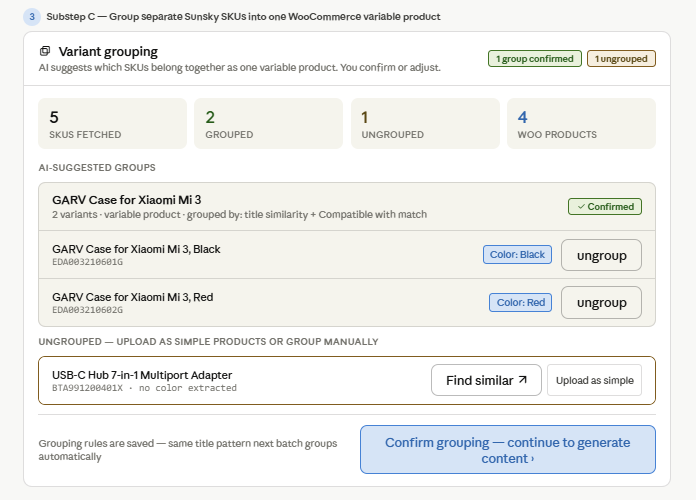 3 Substep C — Group separate Sunsky SKUs into one WooCommerce variable product
Variant grouping
AI suggests which SKUs belong together as one variable product. You confirm or adjust.
1 group confirmed
1 ungrouped
5
SKUS FETCHED
2
GROUPED
1
UNGROUPED
4
WOO PRODUCTS
AI-SUGGESTED GROUPS
GARV Case for Xiaomi Mi 3
2 variants · variable product · grouped by: title similarity + Compatible with match
✓ Confirmed
GARV Case for Xiaomi Mi 3, Black
EDA003210601G
Color: Black
ungroup
GARV Case for Xiaomi Mi 3, Red
EDA003210602G
Color: Red
ungroup
UNGROUPED — UPLOAD AS SIMPLE PRODUCTS OR GROUP MANUALLY
USB-C Hub 7-in-1 Multiport Adapter
BTA991200401X · no color extracted
Find similar ↗
Upload as simple
Grouping rules are saved — same title pattern next batch groups
automatically
Confirm grouping — continue to generate
content ›